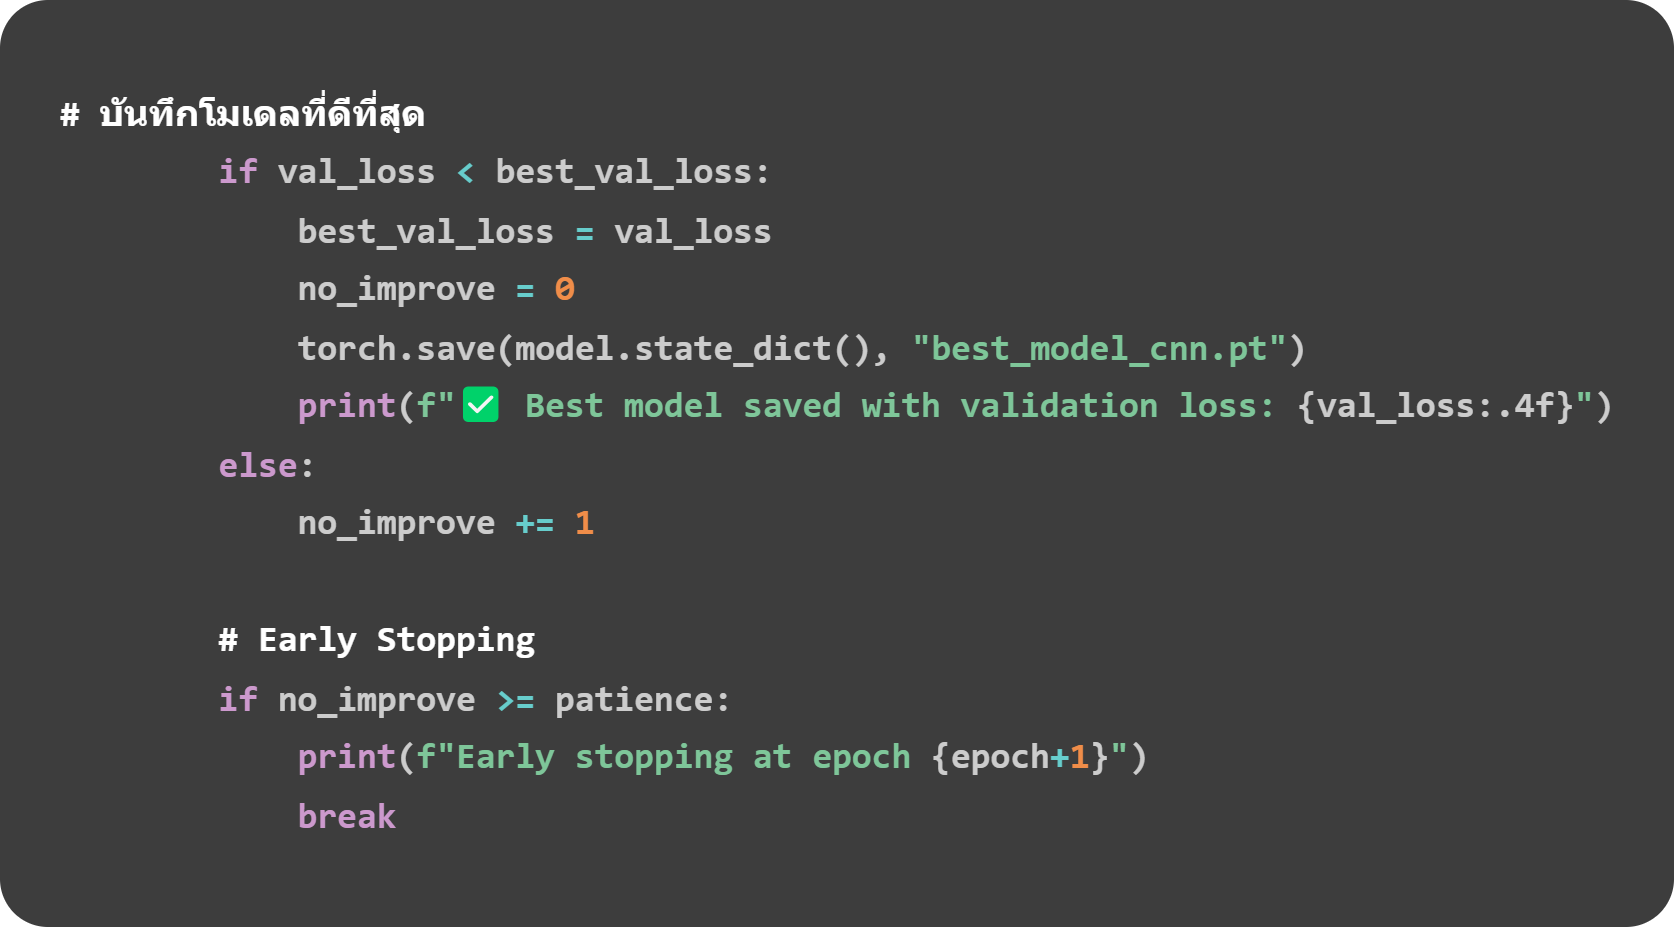 # บันทึกโมเดลที่ดีที่สุด
        if val_loss < best_val_loss:
            best_val_loss = val_loss
            no_improve = 0
            torch.save(model.state_dict(), "best_model_cnn.pt")
            print(f"✅ Best model saved with validation loss: {val_loss:.4f}")
        else:
            no_improve += 1

        # Early Stopping
        if no_improve >= patience:
            print(f"Early stopping at epoch {epoch+1}")
            break